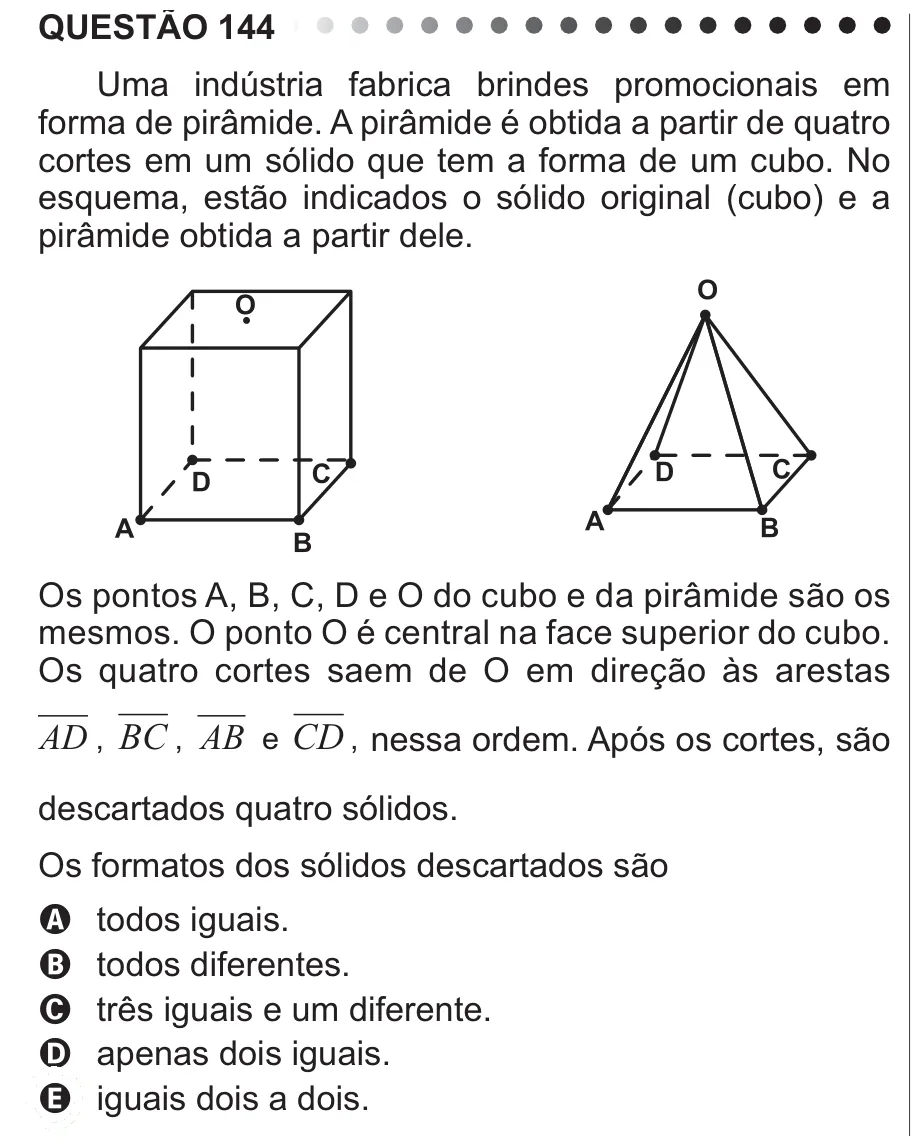 QUESTÃO 144
Uma indústria fabrica brindes promocionais em
forma de pirâmide. A pirâmide é obtida a partir de quatro
cortes em um sólido que tem a forma de um cubo. No
esquema, estão indicados o sólido original (cubo) e a
pirâmide obtida a partir dele.
O
D
C
A
B
O
D
C
A
B
Os pontos A, B, C, D e O do cubo e da pirâmide são os
mesmos. O ponto O é central na face superior do cubo.
Os quatro cortes saem de O em direção às arestas
AD, BC, AB e CD, nessa ordem. Após os cortes, são
descartados quatro sólidos.
Os formatos dos sólidos descartados são
A todos iguais.
B todos diferentes.
C três iguais e um diferente.
D apenas dois iguais.
E iguais dois a dois.